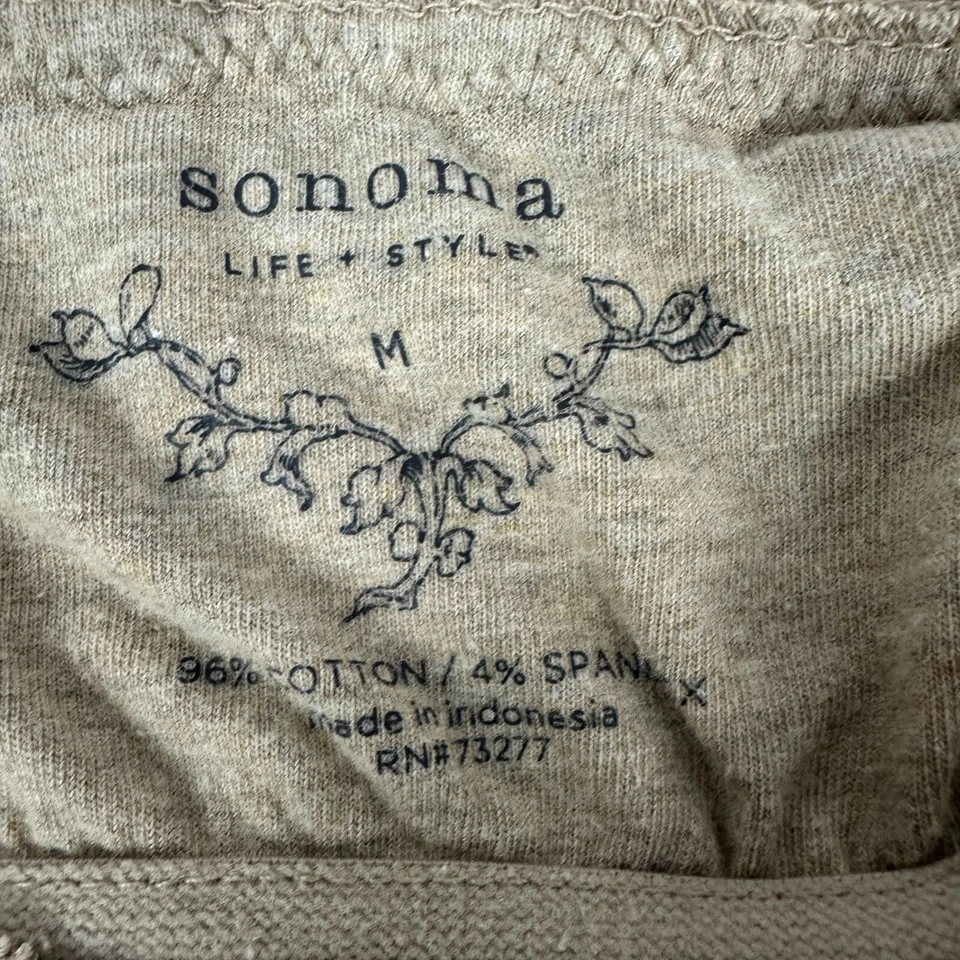 sonoma
LIFE + STYLE®
M
96% COTTON / 4% SPANDEX
made in indonesia
RN#73277